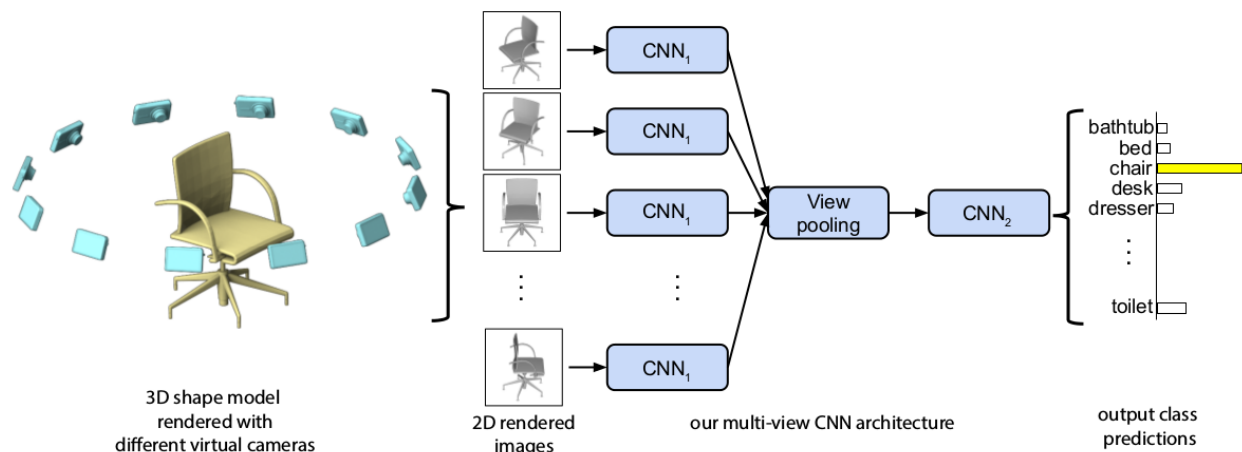 CNN₁
CNN₁
CNN₁
CNN₁
View
pooling
CNN₂
bathtub
bed
chair
desk
dresser
toilet
3D shape model
rendered with
different virtual cameras
2D rendered
images
our multi-view CNN architecture
output class
predictions